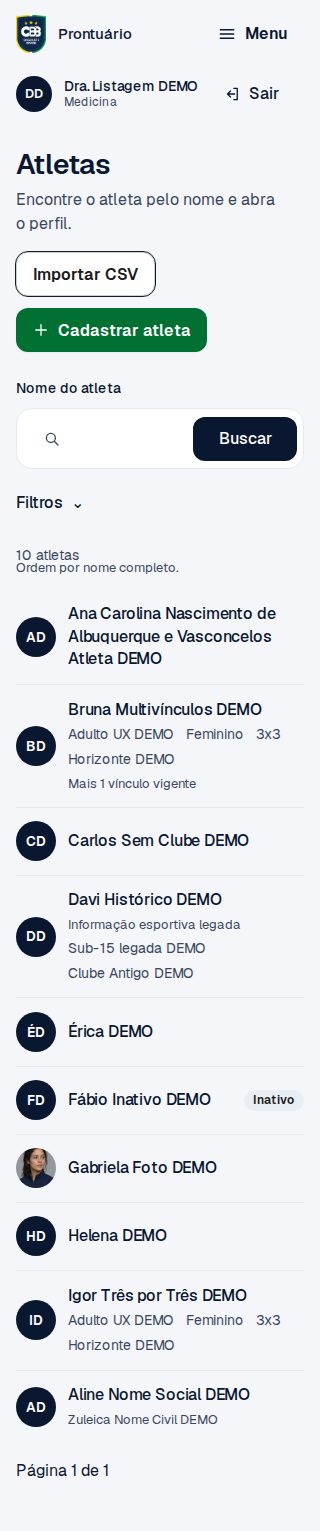 CBB
Prontuário
Menu
DD
Dra. Listagem DEMO
Medicina
Sair
Atletas
Encontre o atleta pelo nome e abra
o perfil.
Importar CSV
Cadastrar atleta
Nome do atleta
Buscar
Filtros
10 atletas
Ordem por nome completo.
AD
Ana Carolina Nascimento de
Albuquerque e Vasconcelos
Atleta DEMO
BD
Bruna Multivínculos DEMO
Adulto UX DEMO Feminino 3x3
Horizonte DEMO
Mais 1 vínculo vigente
CD
Carlos Sem Clube DEMO
DD
Davi Histórico DEMO
Informação esportiva legada
Sub-15 legada DEMO
Clube Antigo DEMO
ÉD
Érica DEMO
FD
Fábio Inativo DEMO
Inativo
Gabriela Foto DEMO
HD
Helena DEMO
ID
Igor Três por Três DEMO
Adulto UX DEMO Feminino 3x3
Horizonte DEMO
AD
Aline Nome Social DEMO
Zuleica Nome Civil DEMO
Página 1 de 1